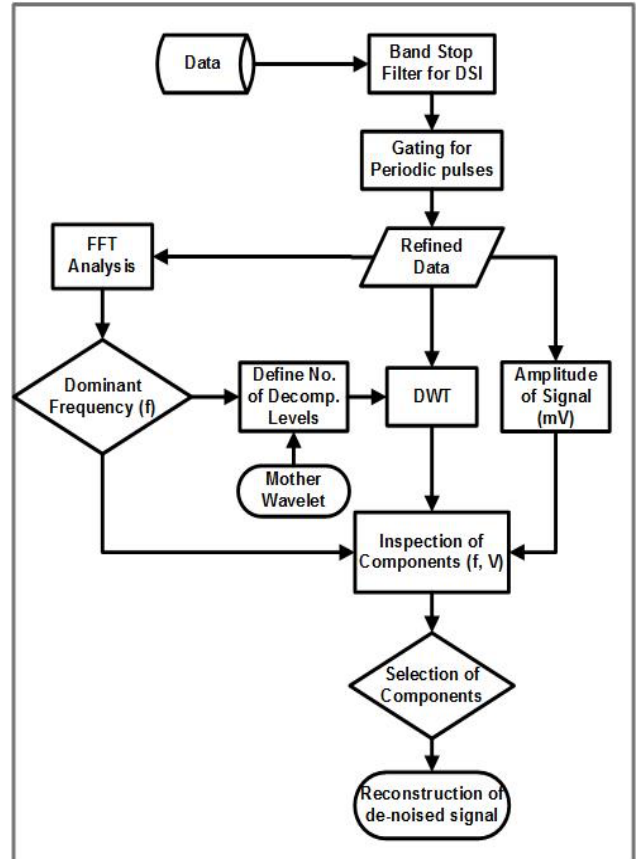 Data
Band Stop
Filter for DSI
Gating for
Periodic pulses
FFT
Analysis
Refined
Data
Dominant
Frequency (f)
Define No.
of Decomp.
Levels
DWT
Amplitude
of Signal
(mV)
Mother
Wavelet
Inspection of
Components (f, V)
Selection of
Components
Reconstruction of
de-noised signal